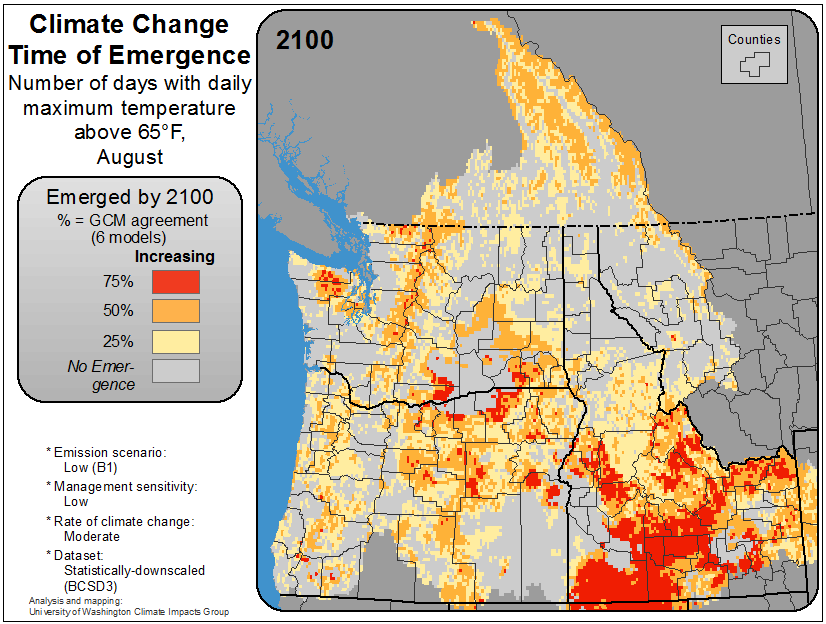 Climate Change
Time of Emergence
Number of days with daily
maximum temperature
above 65°F,
August
Emerged by 2100
% = GCM agreement
(6 models)
Increasing
75%
50%
25%
No Emer-
gence
* Emission scenario:
Low (B1)
* Management sensitivity:
Low
* Rate of climate change:
Moderate
* Dataset:
Statistically-downscaled
(BCSD3)
Analysis and mapping:
University of Washington Climate Impacts Group
2100
Counties